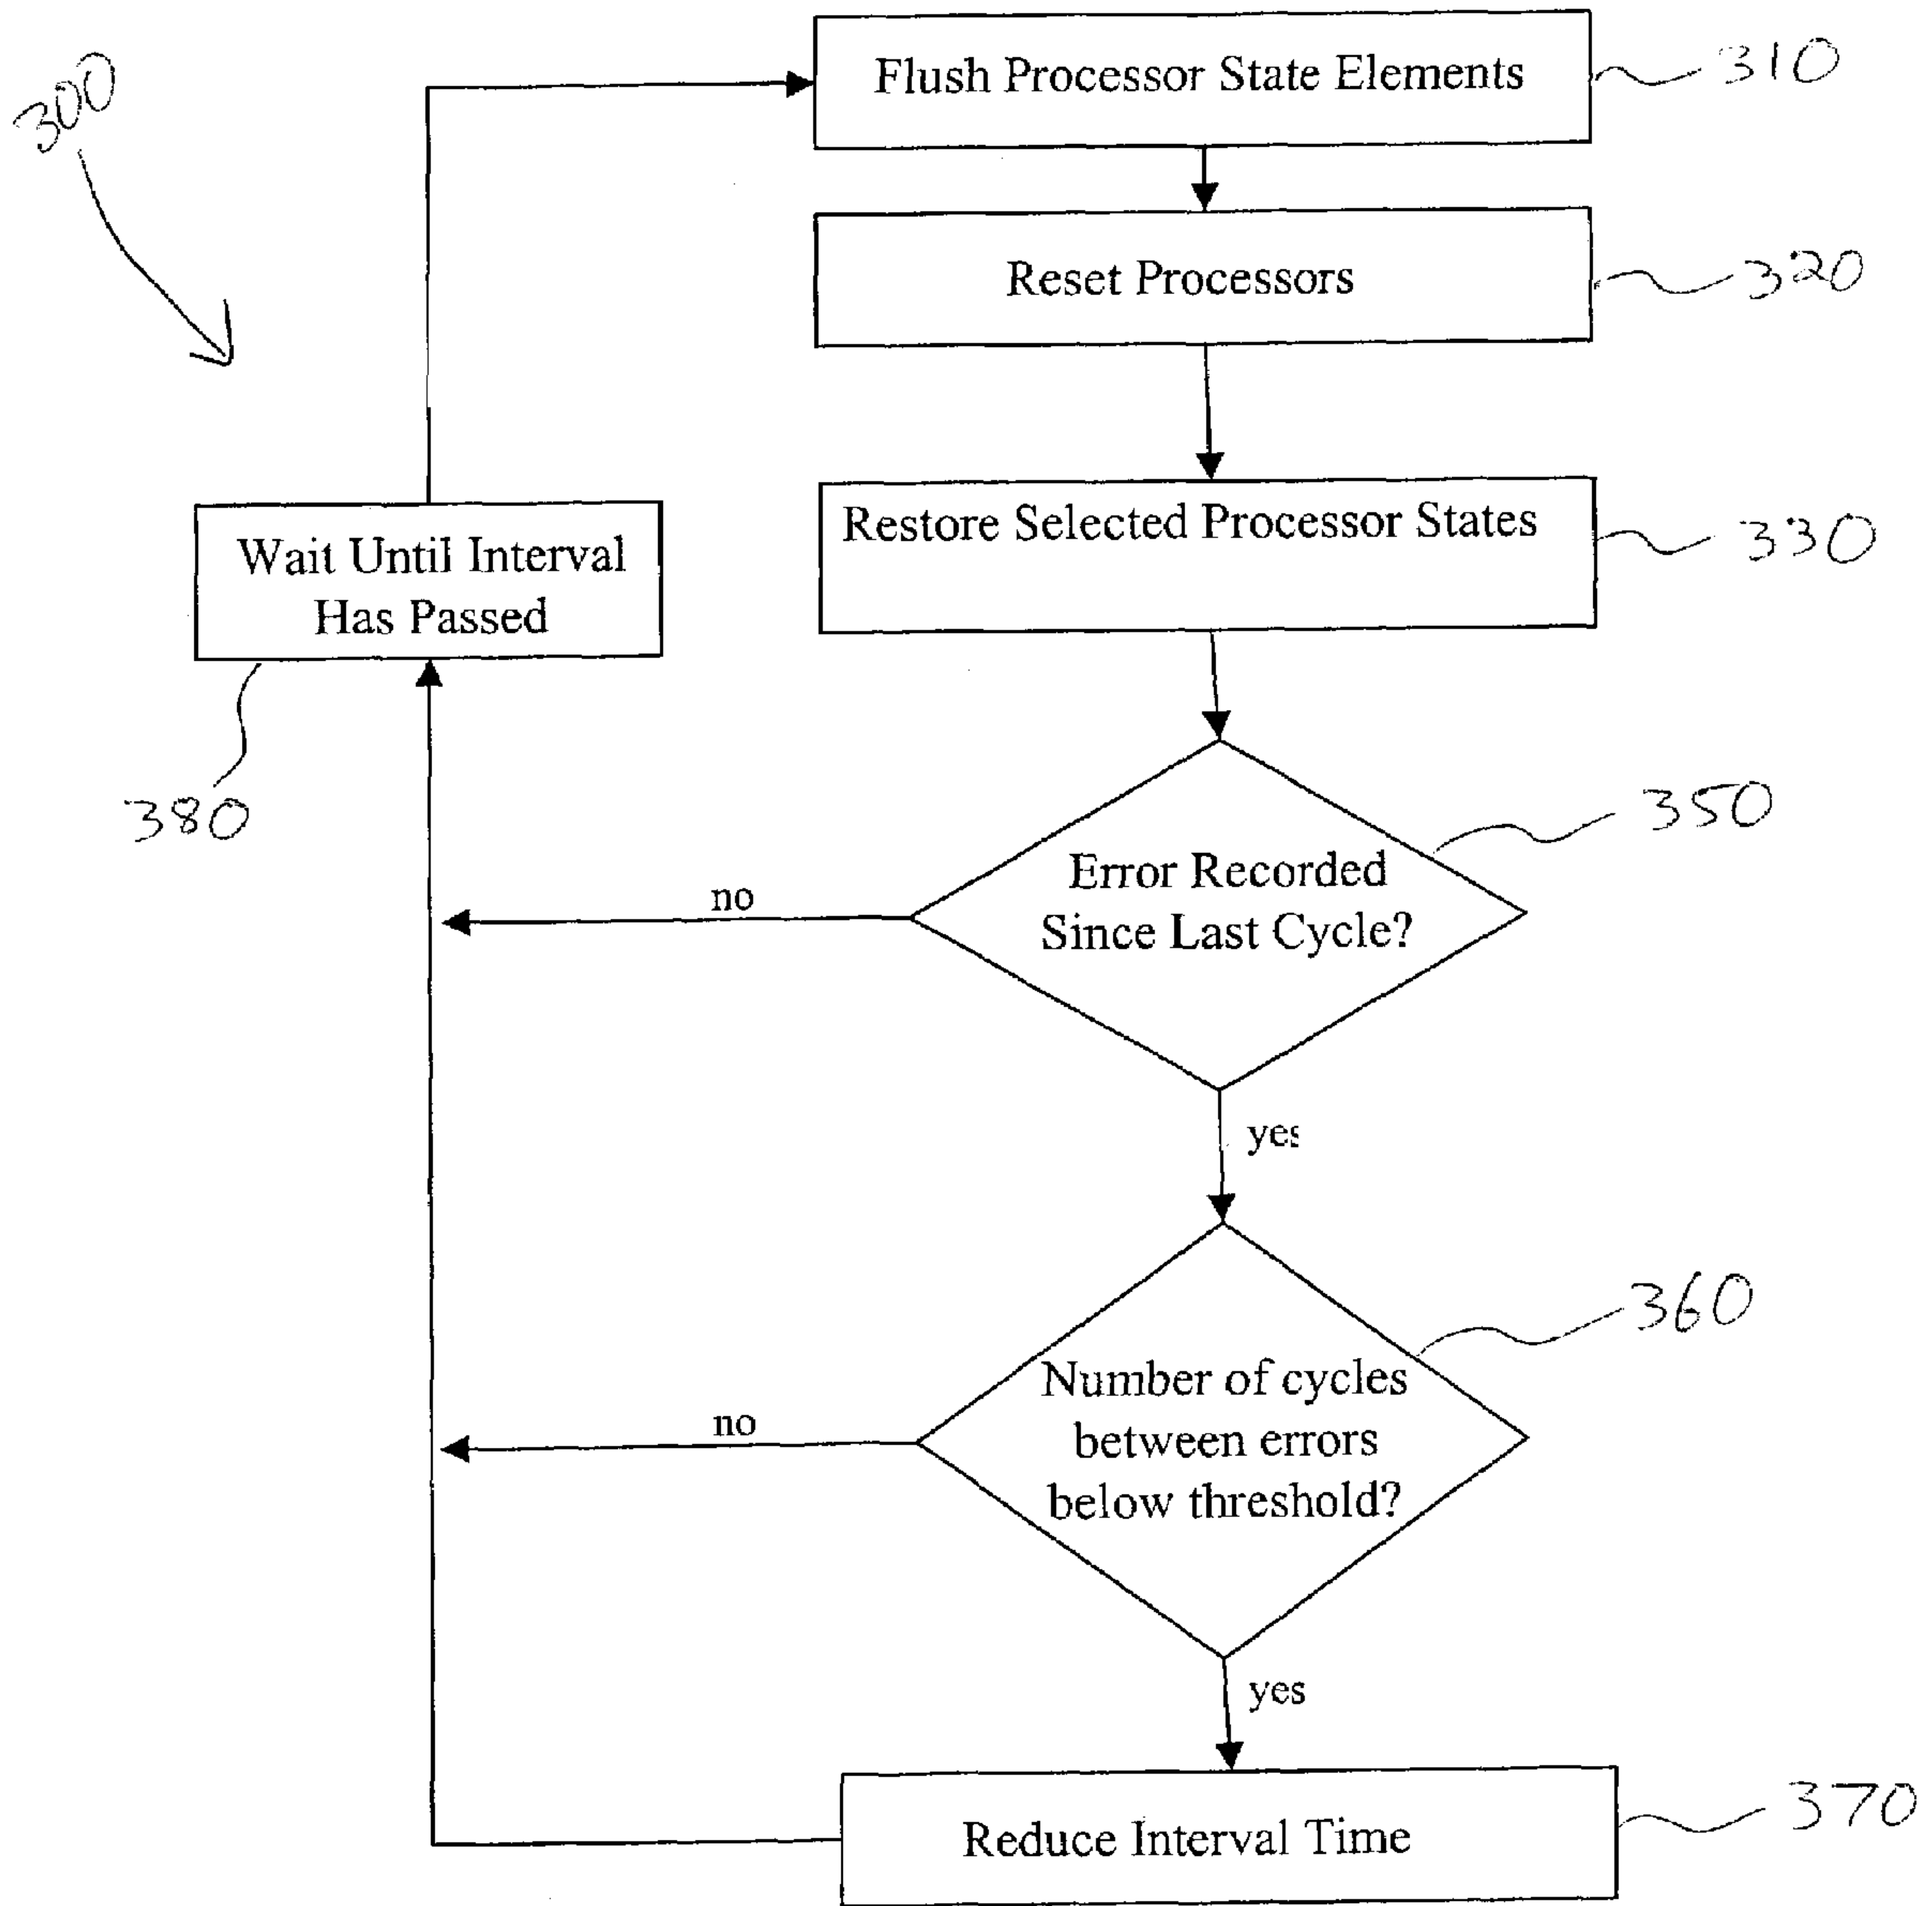 300
Flush Processor State Elements
310
Reset Processors
320
Restore Selected Processor States
330
Wait Until Interval
Has Passed
380
Error Recorded
Since Last Cycle?
350
no
yes
Number of cycles
between errors
below threshold?
360
no
yes
Reduce Interval Time
370